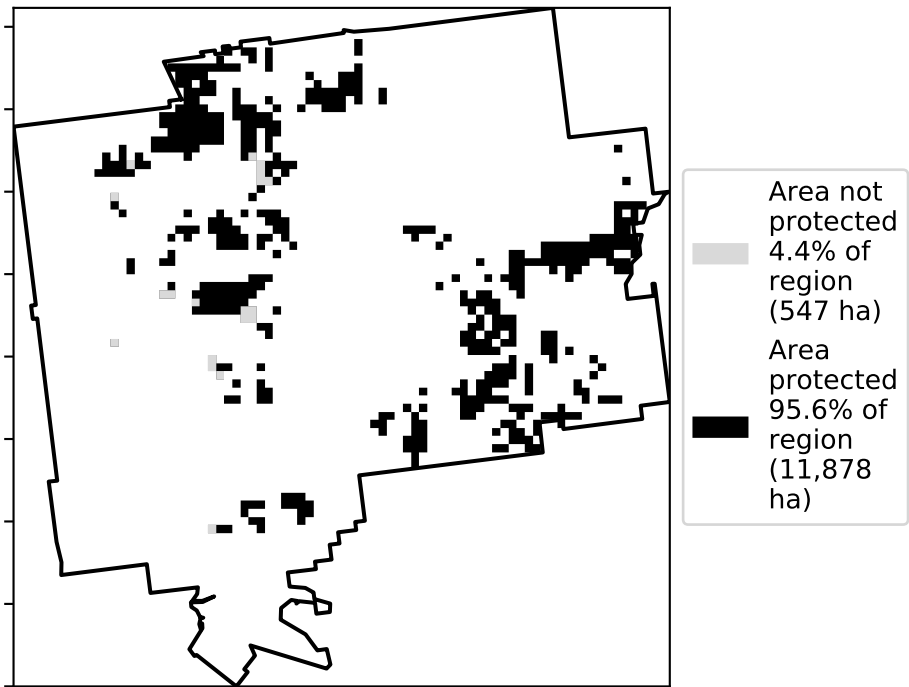 Area not
protected
4.4% of
region
(547 ha)
Area
protected
95.6% of
region
(11,878
ha)